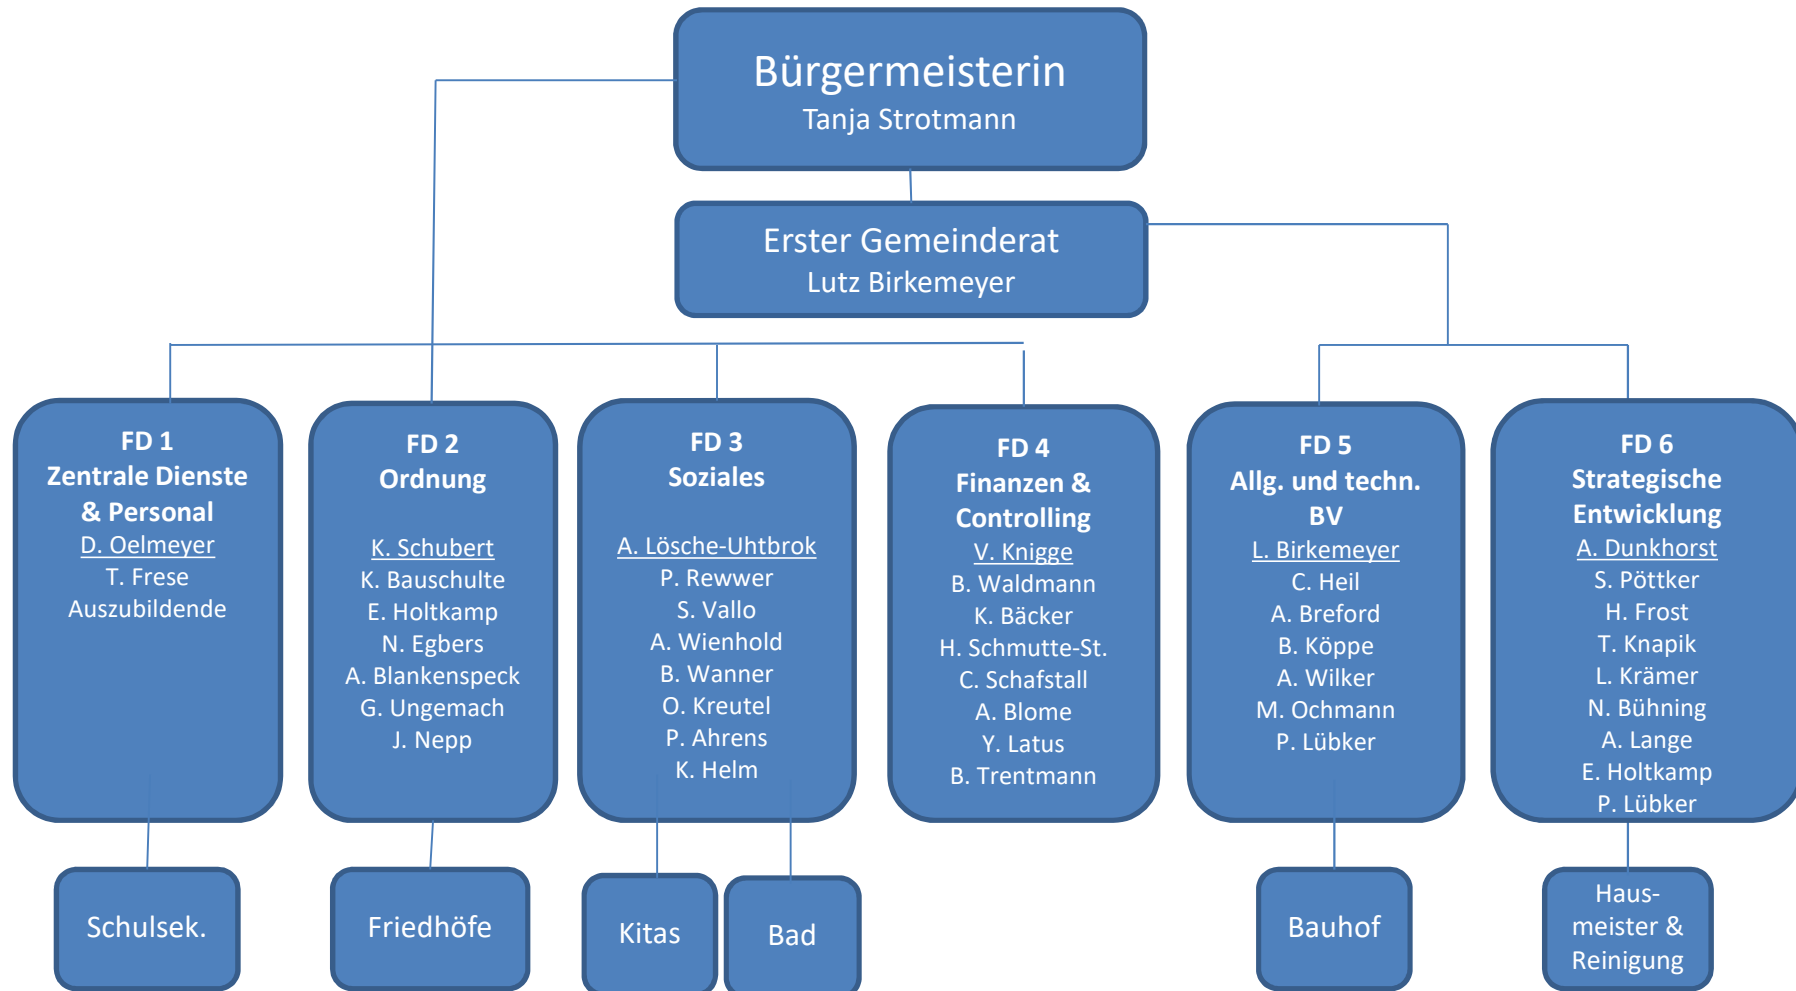 Bürgermeisterin
Tanja Strotmann
Erster Gemeinderat
Lutz Birkemeyer
FD 1
Zentrale Dienste
& Personal
D. Oelmeyer
T. Frese
Auszubildende
FD 2
Ordnung
K. Schubert
K. Bauschulte
E. Holtkamp
N. Egbers
A. Blankenspeck
G. Ungemach
J. Nepp
FD 3
Soziales
A. Lösche-Uhtbrok
P. Rewwer
S. Vallo
A. Wienhold
B. Wanner
O. Kreutel
P. Ahrens
K. Helm
FD 4
Finanzen &
Controlling
V. Knigge
B. Waldmann
K. Bäcker
H. Schmutte-St.
C. Schafstall
A. Blome
Y. Latus
B. Trentmann
FD 5
Allg. und techn.
BV
L. Birkemeyer
C. Heil
A. Breford
B. Köppe
A. Wilker
M. Ochmann
P. Lübker
FD 6
Strategische
Entwicklung
A. Dunkhorst
S. Pöttker
H. Frost
T. Knapik
L. Krämer
N. Bühning
A. Lange
E. Holtkamp
P. Lübker
Schulsek.
Friedhöfe
Kitas
Bad
Bauhof
Haus-
meister &
Reinigung